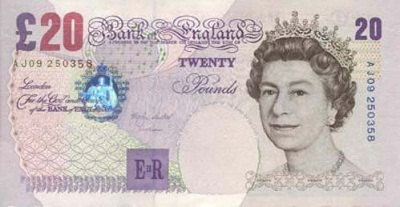 £20
Bank of England
20
AJ09 250358
TWENTY
Pounds
London
For the Gov.r and Comp.a
of the BANK of ENGLAND
AJ09 250358
E II R